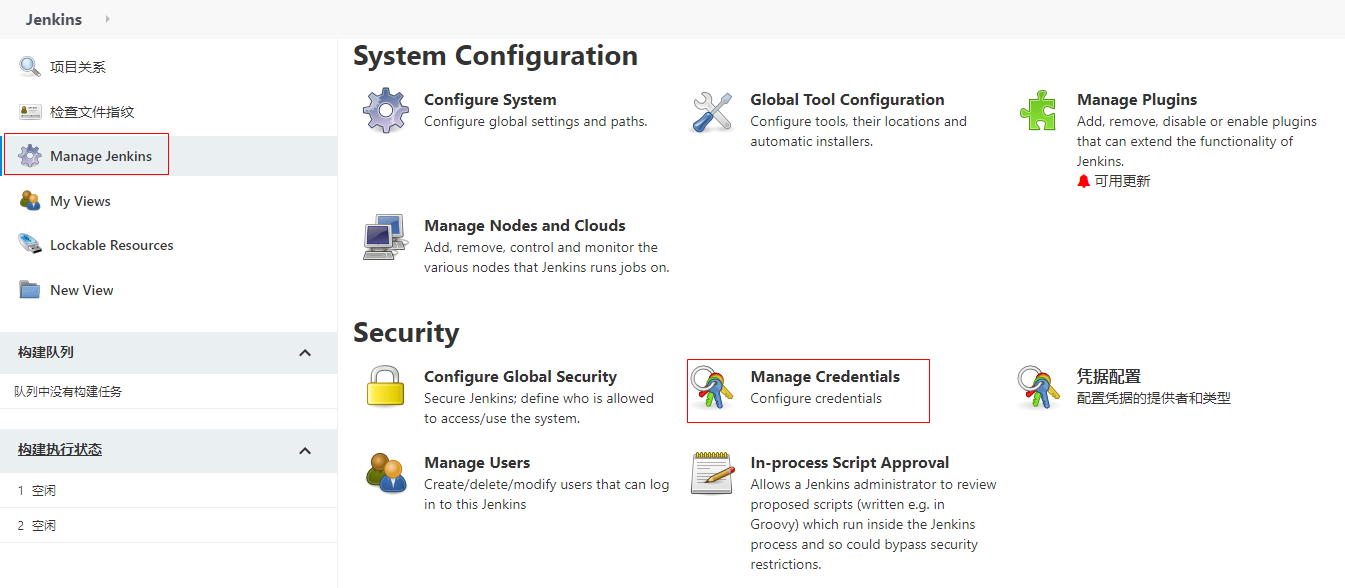 Jenkins
项目关系
检查文件指纹
Manage Jenkins
My Views
Lockable Resources
New View
构建队列
队列中没有构建任务
构建执行状态
1 空闲
2 空闲
System Configuration
Configure System
Configure global settings and paths.
Global Tool Configuration
Configure tools, their locations and
automatic installers.
Manage Plugins
Add, remove, disable or enable plugins
that can extend the functionality of
Jenkins.
可用更新
Manage Nodes and Clouds
Add, remove, control and monitor the
various nodes that Jenkins runs jobs on.
Security
Configure Global Security
Secure Jenkins; define who is allowed
to access/use the system.
Manage Credentials
Configure credentials
凭据配置
配置凭据的提供者和类型
Manage Users
Create/delete/modify users that can log
in to this Jenkins
In-process Script Approval
Allows a Jenkins administrator to review
proposed scripts (written e.g. in
Groovy) which run inside the Jenkins
process and so could bypass security
restrictions.